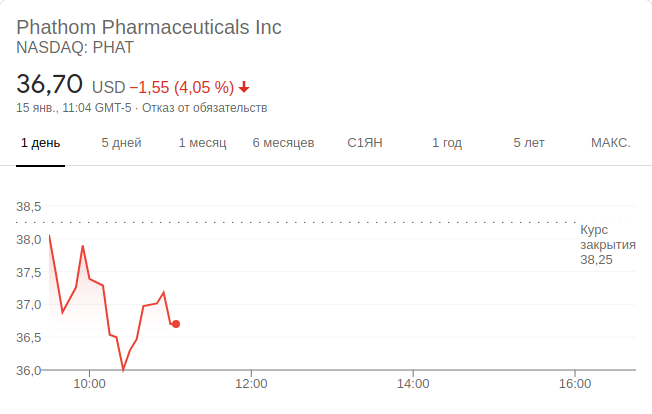 Phathom Pharmaceuticals Inc
NASDAQ: PHAT
36,70 USD −1,55 (4,05 %)
15 янв., 11:04 GMT-5 · Отказ от обязательств
1 день 5 дней 1 месяц 6 месяцев С1ЯН 1 год 5 лет МАКС.
38,5
Курс
закрытия
38,25
38,0
37,5
37,0
36,5
36,0
10:00 12:00 14:00 16:00